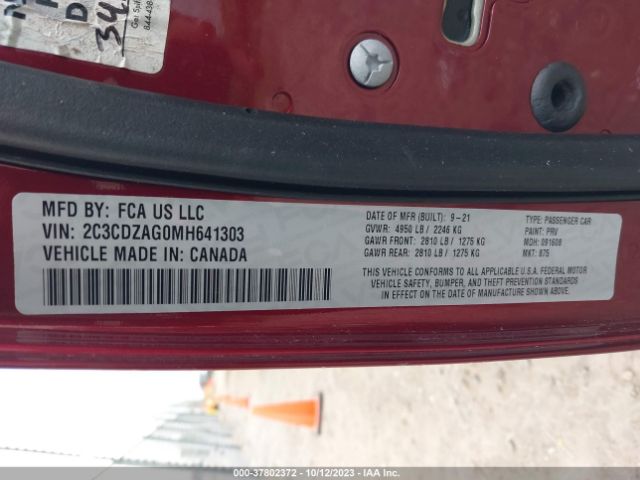 34
844-438
MFD BY: FCA US LLC
VIN: 2C3CDZAG0MH641303
VEHICLE MADE IN: CANADA
DATE OF MFR (BUILT): 9-21
GVWR: 4950 LB / 2246 KG
GAWR FRONT: 2810 LB / 1275 KG
GAWR REAR: 2810 LB / 1275 KG
TYPE: PASSENGER CAR
PAINT: PRV
MDH: 091608
MKT: 875
THIS VEHICLE CONFORMS TO ALL APPLICABLE U.S.A. FEDERAL MOTOR
VEHICLE SAFETY, BUMPER, AND THEFT PREVENTION STANDARDS
IN EFFECT ON THE DATE OF MANUFACTURE SHOWN ABOVE.
000-37802372 - 10/12/2023 - © IAA Inc.